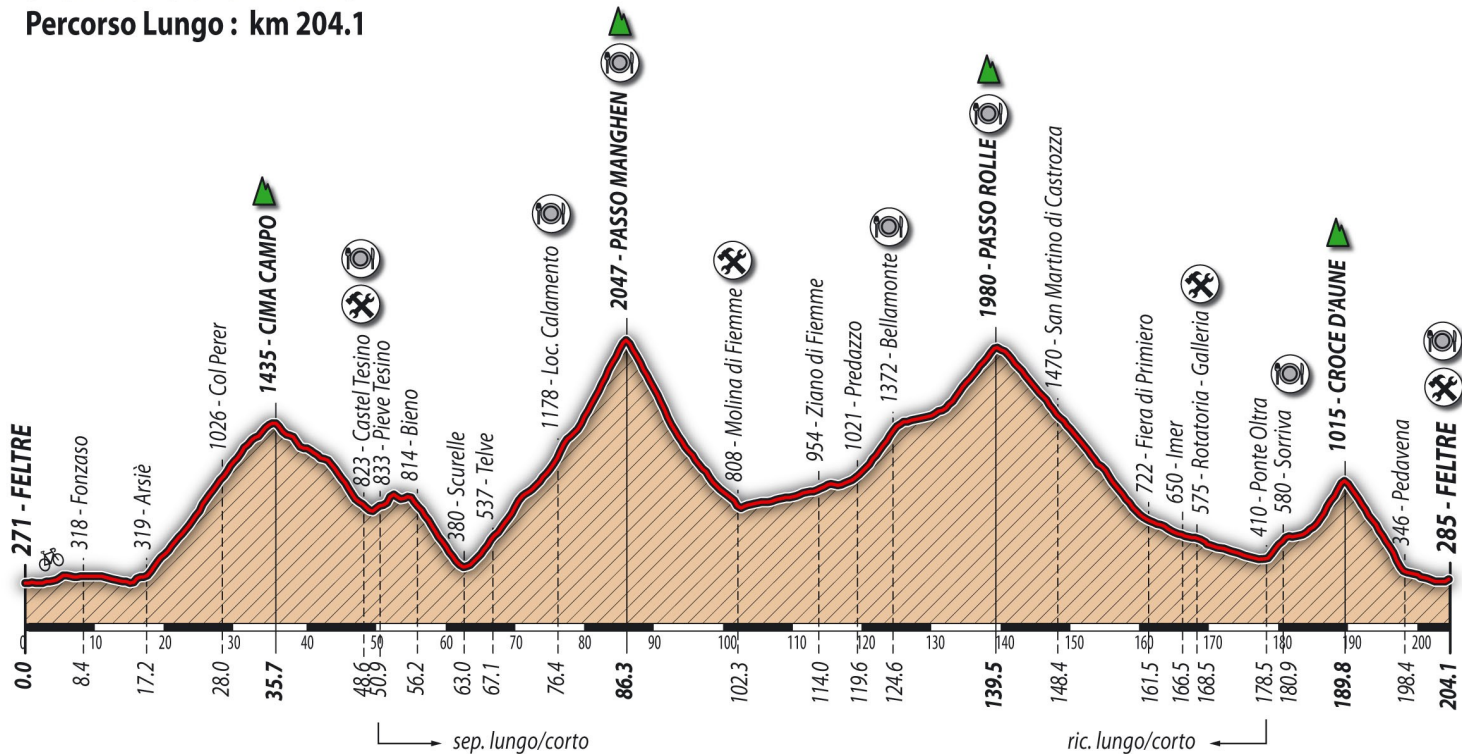 Percorso Lungo : km 204.1
271 - FELTRE
318 - Fonzaso
319 - Arsiè
1026 - Col Perer
1435 - CIMA CAMPO
823 - Castel Tesino
833 - Pieve Tesino
814 - Bieno
380 - Scurelle
537 - Telve
1178 - Loc. Calamento
2047 - PASSO MANGHEN
808 - Molina di Fiemme
954 - Ziano di Fiemme
1021 - Predazzo
1372 - Bellamonte
1980 - PASSO ROLLE
1470 - San Martino di Castrozza
722 - Fiera di Primiero
650 - Imer
575 - Rotatoria - Galleria
410 - Ponte Oltra
580 - Sorriva
1015 - CROCE D'AUNE
346 - Pedavena
285 - FELTRE
0 10 20 30 40 50 60 70 80 90 100 110 120 130 140 150 160 170 180 190 200
0.0 8.4 17.2 28.0 35.7 48.6 50.9 56.2 63.0 67.1 76.4 86.3 102.3 114.0 119.6 124.6 139.5 148.4 161.5 166.5 168.5 178.5 180.9 189.8 198.4 204.1
sep. lungo/corto
ric. lungo/corto